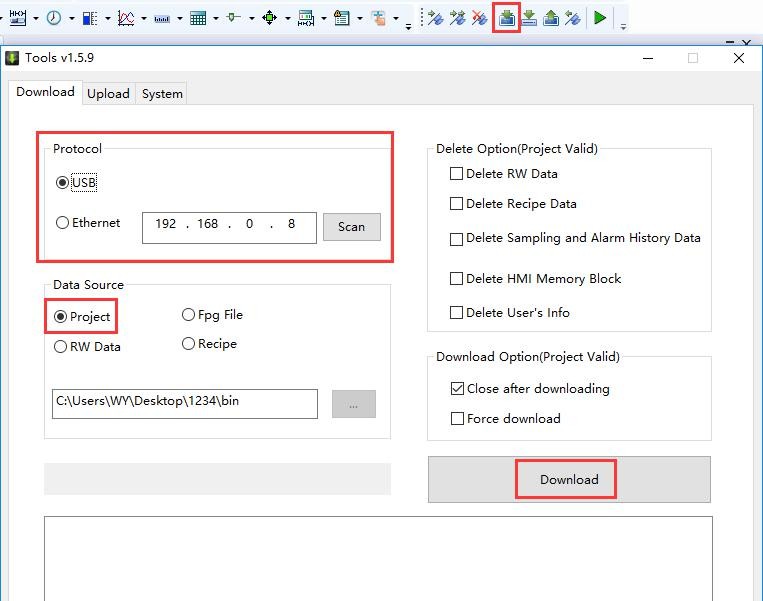 Tools v1.5.9
Download Upload System
Protocol
USB
Ethernet 192 . 168 . 0 . 8 Scan
Data Source
Project Fpg File
RW Data Recipe
C:\Users\WY\Desktop\1234\bin ...
Delete Option(Project Valid)
Delete RW Data
Delete Recipe Data
Delete Sampling and Alarm History Data
Delete HMI Memory Block
Delete User's Info
Download Option(Project Valid)
Close after downloading
Force download
Download